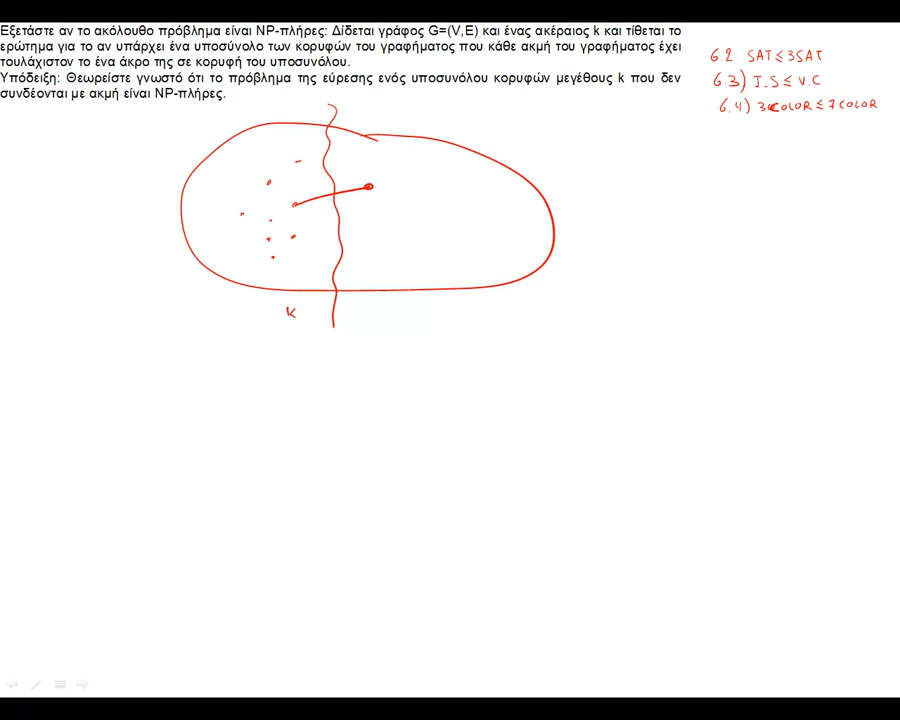 Εξετάστε αν το ακόλουθο πρόβλημα είναι NP-πλήρες: Δίδεται γράφος G=(V,E) και ένας ακέραιος k και τίθεται το
ερώτημα για το αν υπάρχει ένα υποσύνολο των κορυφών του γραφήματος που κάθε ακμή του γραφήματος έχει
τουλάχιστον το ένα άκρο της σε κορυφή του υποσυνόλου.
Υπόδειξη: Θεωρείστε γνωστό ότι το πρόβλημα της εύρεσης ενός υποσυνόλου κορυφών μεγέθους k που δεν
συνδέονται με ακμή είναι NP-πλήρες.
6.2 SAT ≤ 3SAT
6.3) I.S ≤ V.C
6.4) 3COLOR ≤ 7COLOR
K